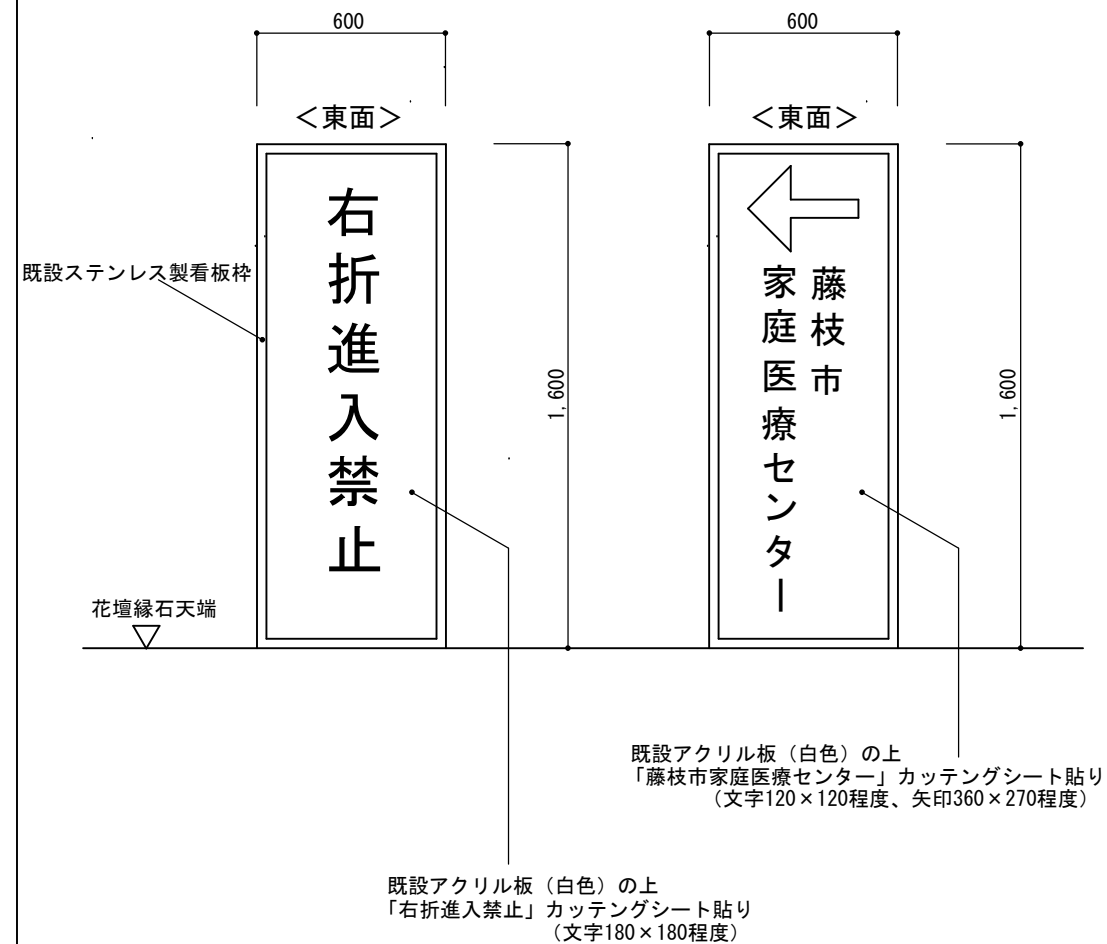 600
600
<東面>
<東面>
右折進入禁止
藤枝市
家庭医療センター
既設ステンレス製看板枠
1,600
1,600
花壇縁石天端
既設アクリル板（白色）の上
「藤枝市家庭医療センター」カッテングシート貼り
（文字120×120程度、矢印360×270程度）
既設アクリル板（白色）の上
「右折進入禁止」カッテングシート貼り
（文字180×180程度）